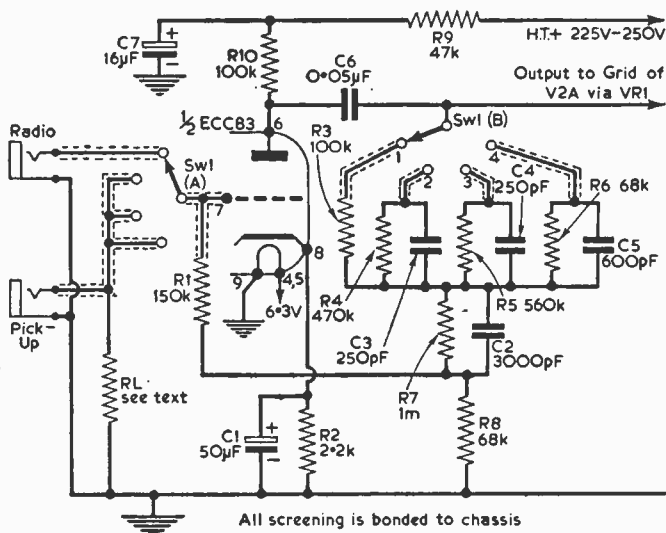 C7
16µF
+
−
R10
100k
R9
47k
H.T.+ 225V-250V
C6
0·05µF
Output to Grid of
V2A via VR1
½ ECC83
6
Sw1 (B)
Radio
R3
100k
1
2
3
4
C4
250pF
R6 68k
Sw1
(A)
7
C5
600pF
8
R1
150k
9
4,5
6·3V
R4
470k
R5 560k
Pick-
Up
C3
250pF
C2
3000pF
R7
1m
RL
see text
C1
50µF
+
−
R2
2·2k
R8
68k
All screening is bonded to chassis